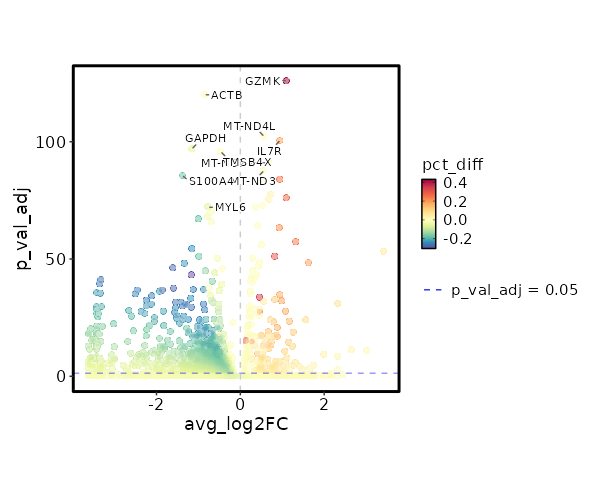 GZMK
ACTB
MT-ND4L
GAPDH
IL7R
TMSB4X
S100A4
MT-ND3
MYL6
p_val_adj
100
50
0
-2
0
2
avg_log2FC
pct_diff
0.4
0.2
0.0
-0.2
p_val_adj = 0.05